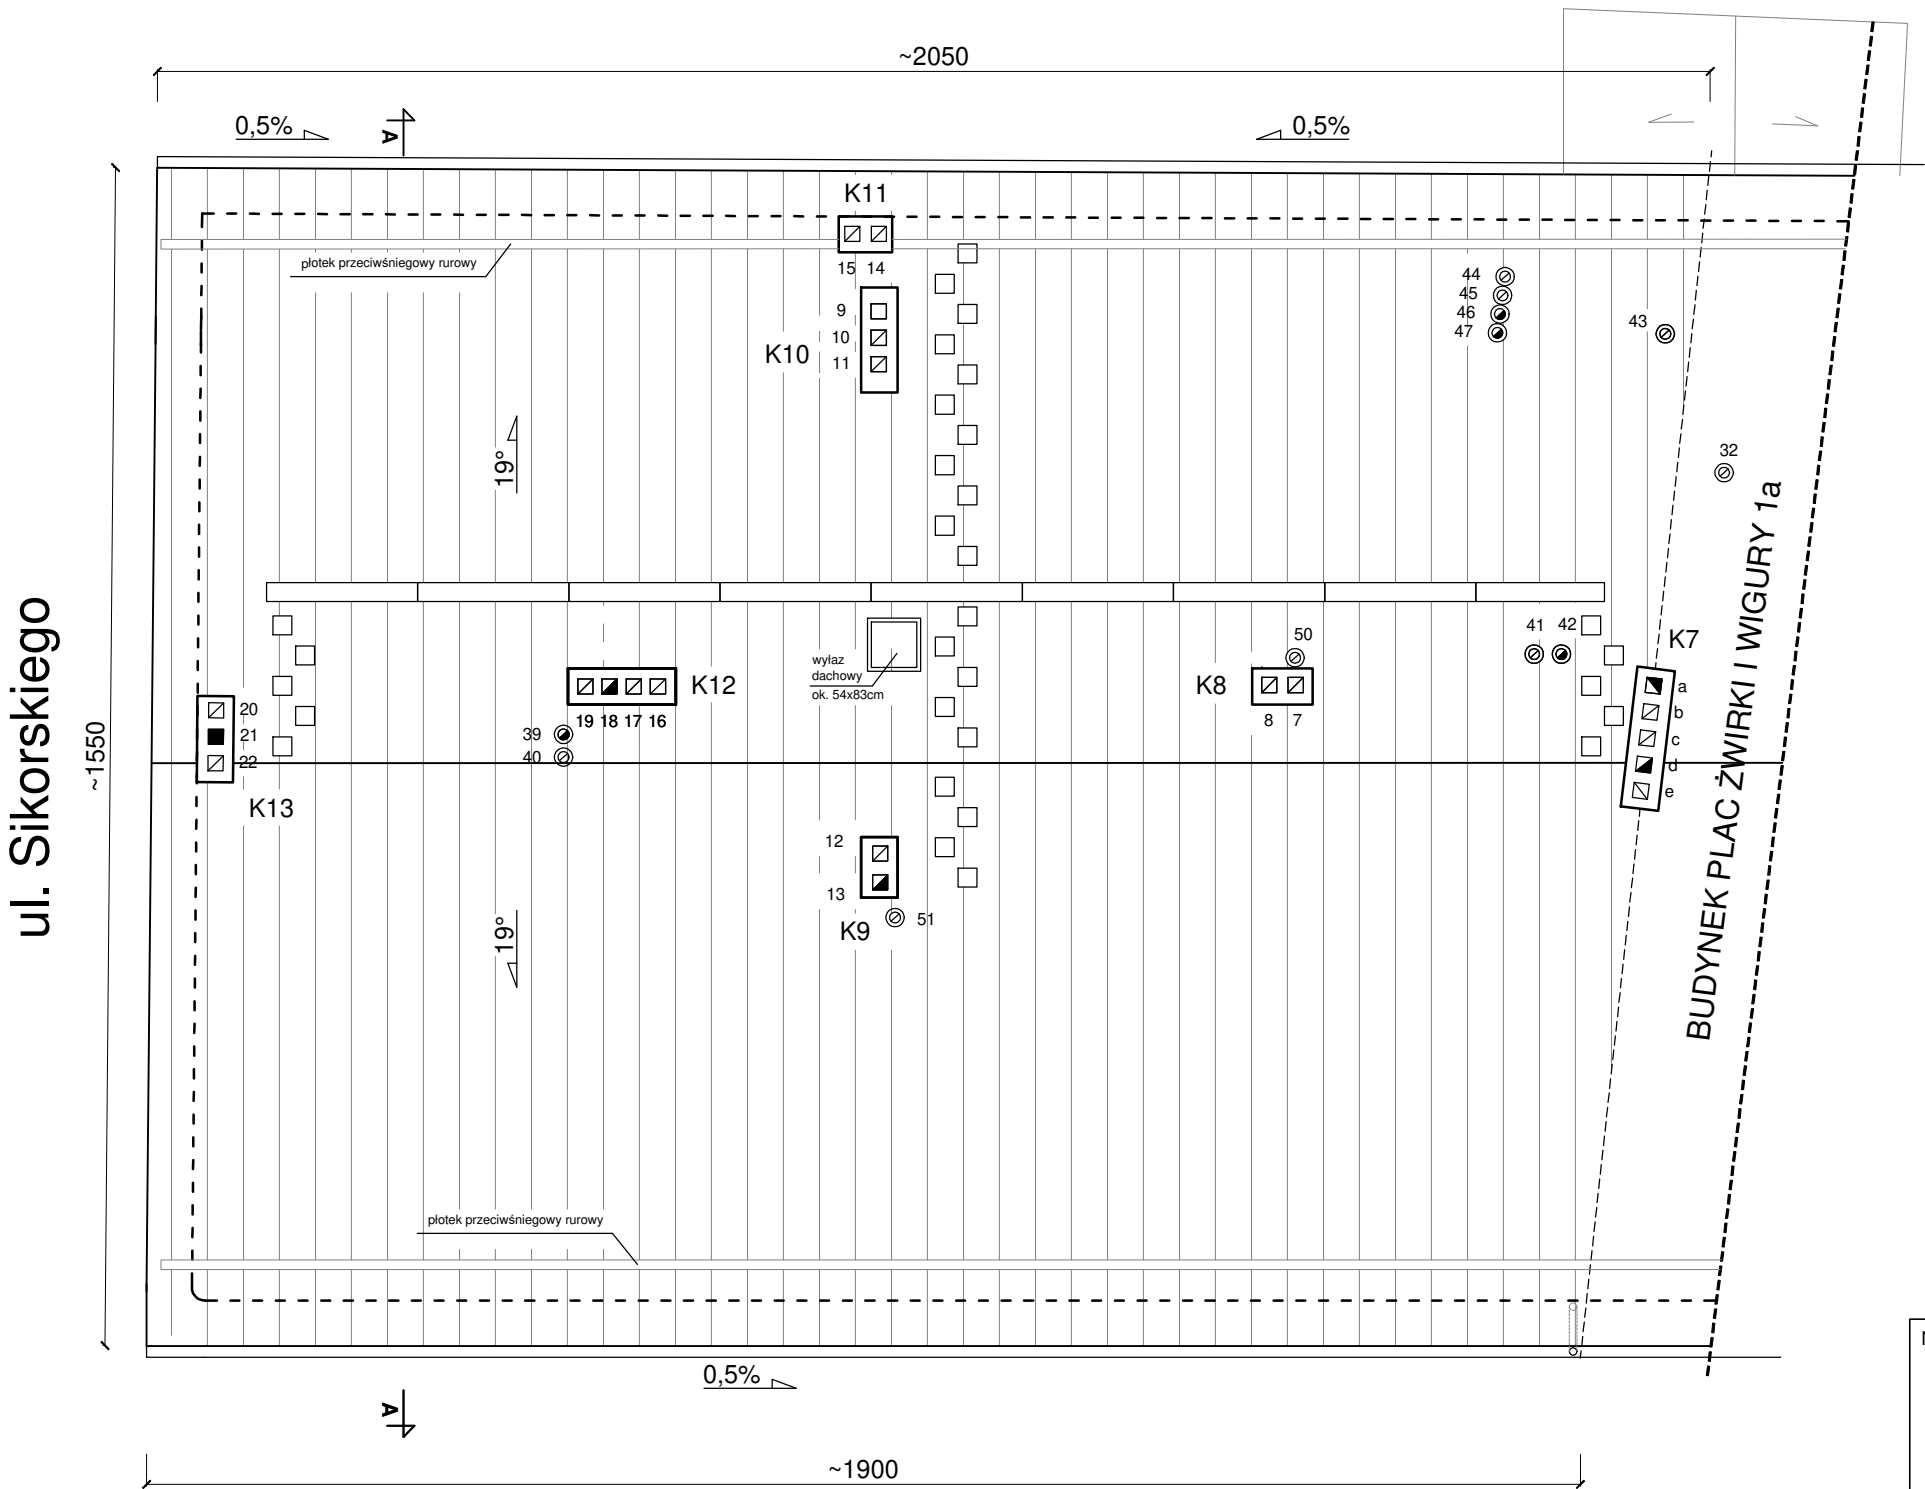 ~2050
0,5%
A
0,5%
K11
15 14
płotek przeciwśniegowy rurowy
9
10
11
K10
44
45
46
47
43
32
19°
ul. Sikorskiego
~1550
BUDYNEK PLAC ŻWIRKI I WIGURY 1a
wyłaz
dachowy
ok. 54x83cm
50
41 42
K7
a
b
c
d
e
K12
19 18 17 16
K8
8 7
20
21
22
K13
39
40
12
13
K9
51
19°
płotek przeciwśniegowy rurowy
0,5%
A
~1900